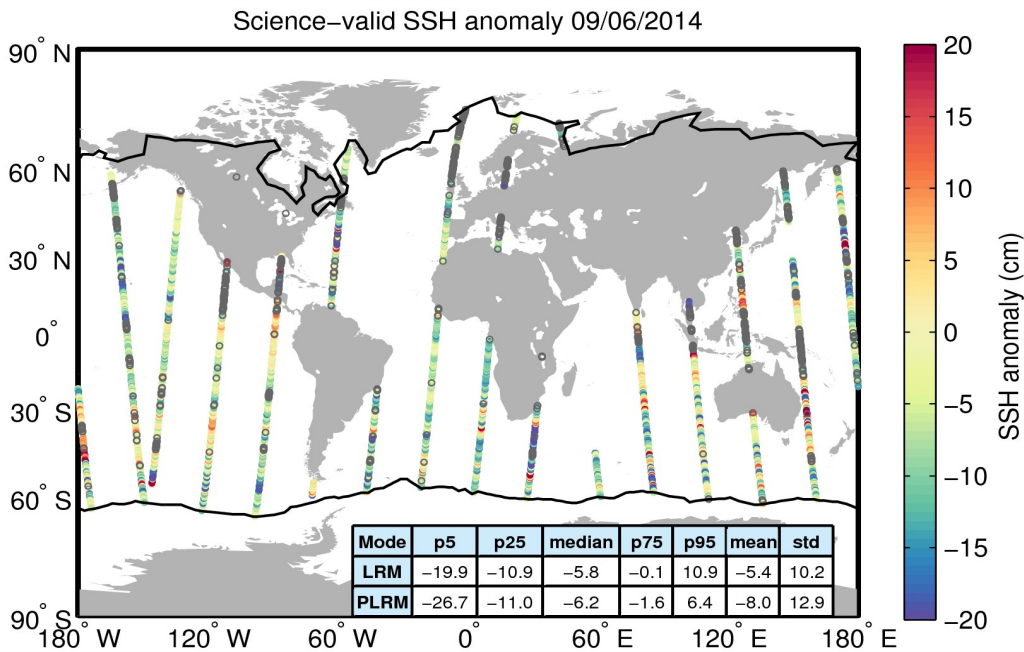 Science−valid SSH anomaly 09/06/2014
90° N
60° N
30° N
0°
30° S
60° S
90° S
180° W 120° W 60° W 0° 60° E 120° E 180° E
Mode p5 p25 median p75 p95 mean std
LRM −19.9 −10.9 −5.8 −0.1 10.9 −5.4 10.2
PLRM −26.7 −11.0 −6.2 −1.6 6.4 −8.0 12.9
20
15
10
5
0
−5
−10
−15
−20
SSH anomaly (cm)